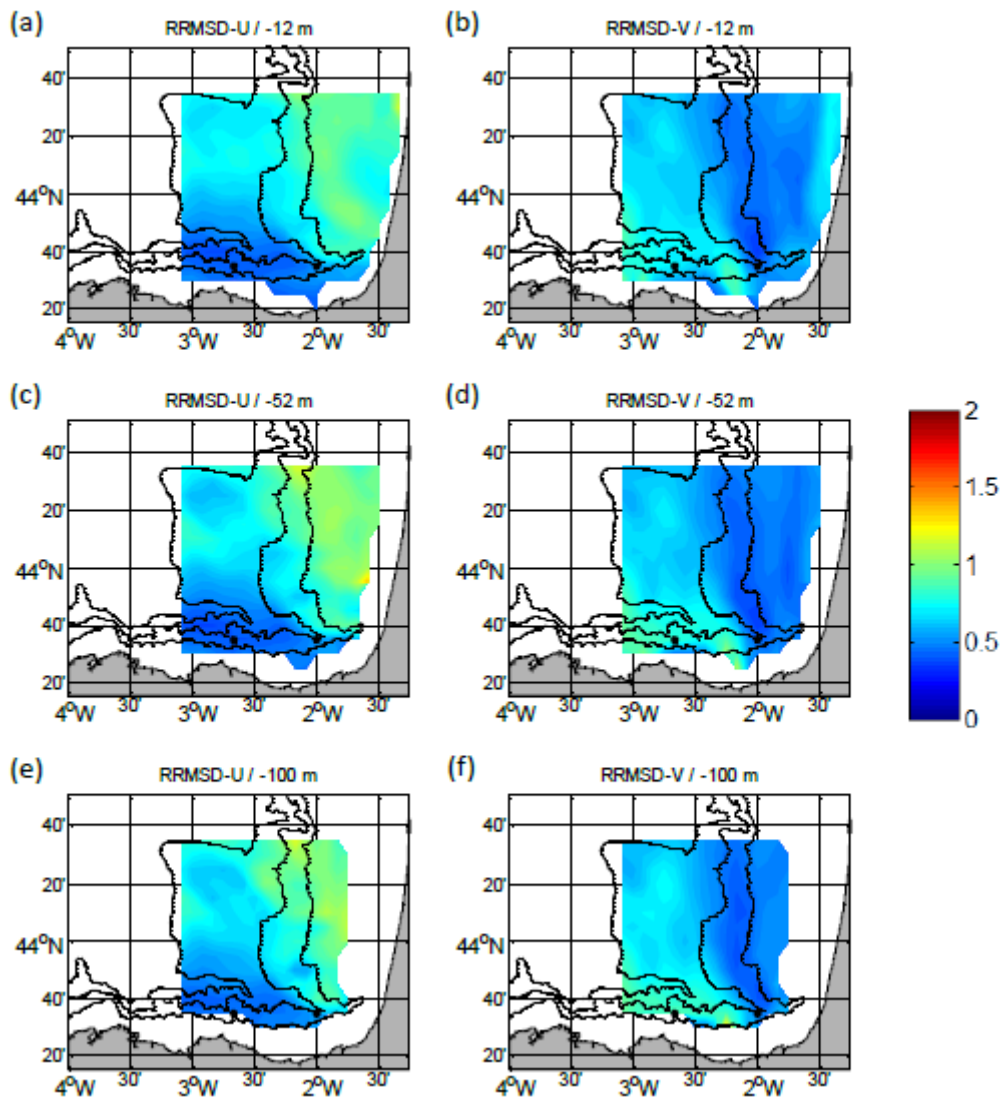 (a) RRMSD-U / -12 m
40'
20'
44°N
40'
20'
4°W 30' 3°W 30' 2°W 30'
(b) RRMSD-V / -12 m
40'
20'
44°N
40'
20'
4°W 30' 3°W 30' 2°W 30'
(c) RRMSD-U / -52 m
40'
20'
44°N
40'
20'
4°W 30' 3°W 30' 2°W 30'
(d) RRMSD-V / -52 m
40'
20'
44°N
40'
20'
4°W 30' 3°W 30' 2°W 30'
2
1.5
1
0.5
0
(e) RRMSD-U / -100 m
40'
20'
44°N
40'
20'
4°W 30' 3°W 30' 2°W 30'
(f) RRMSD-V / -100 m
40'
20'
44°N
40'
20'
4°W 30' 3°W 30' 2°W 30'